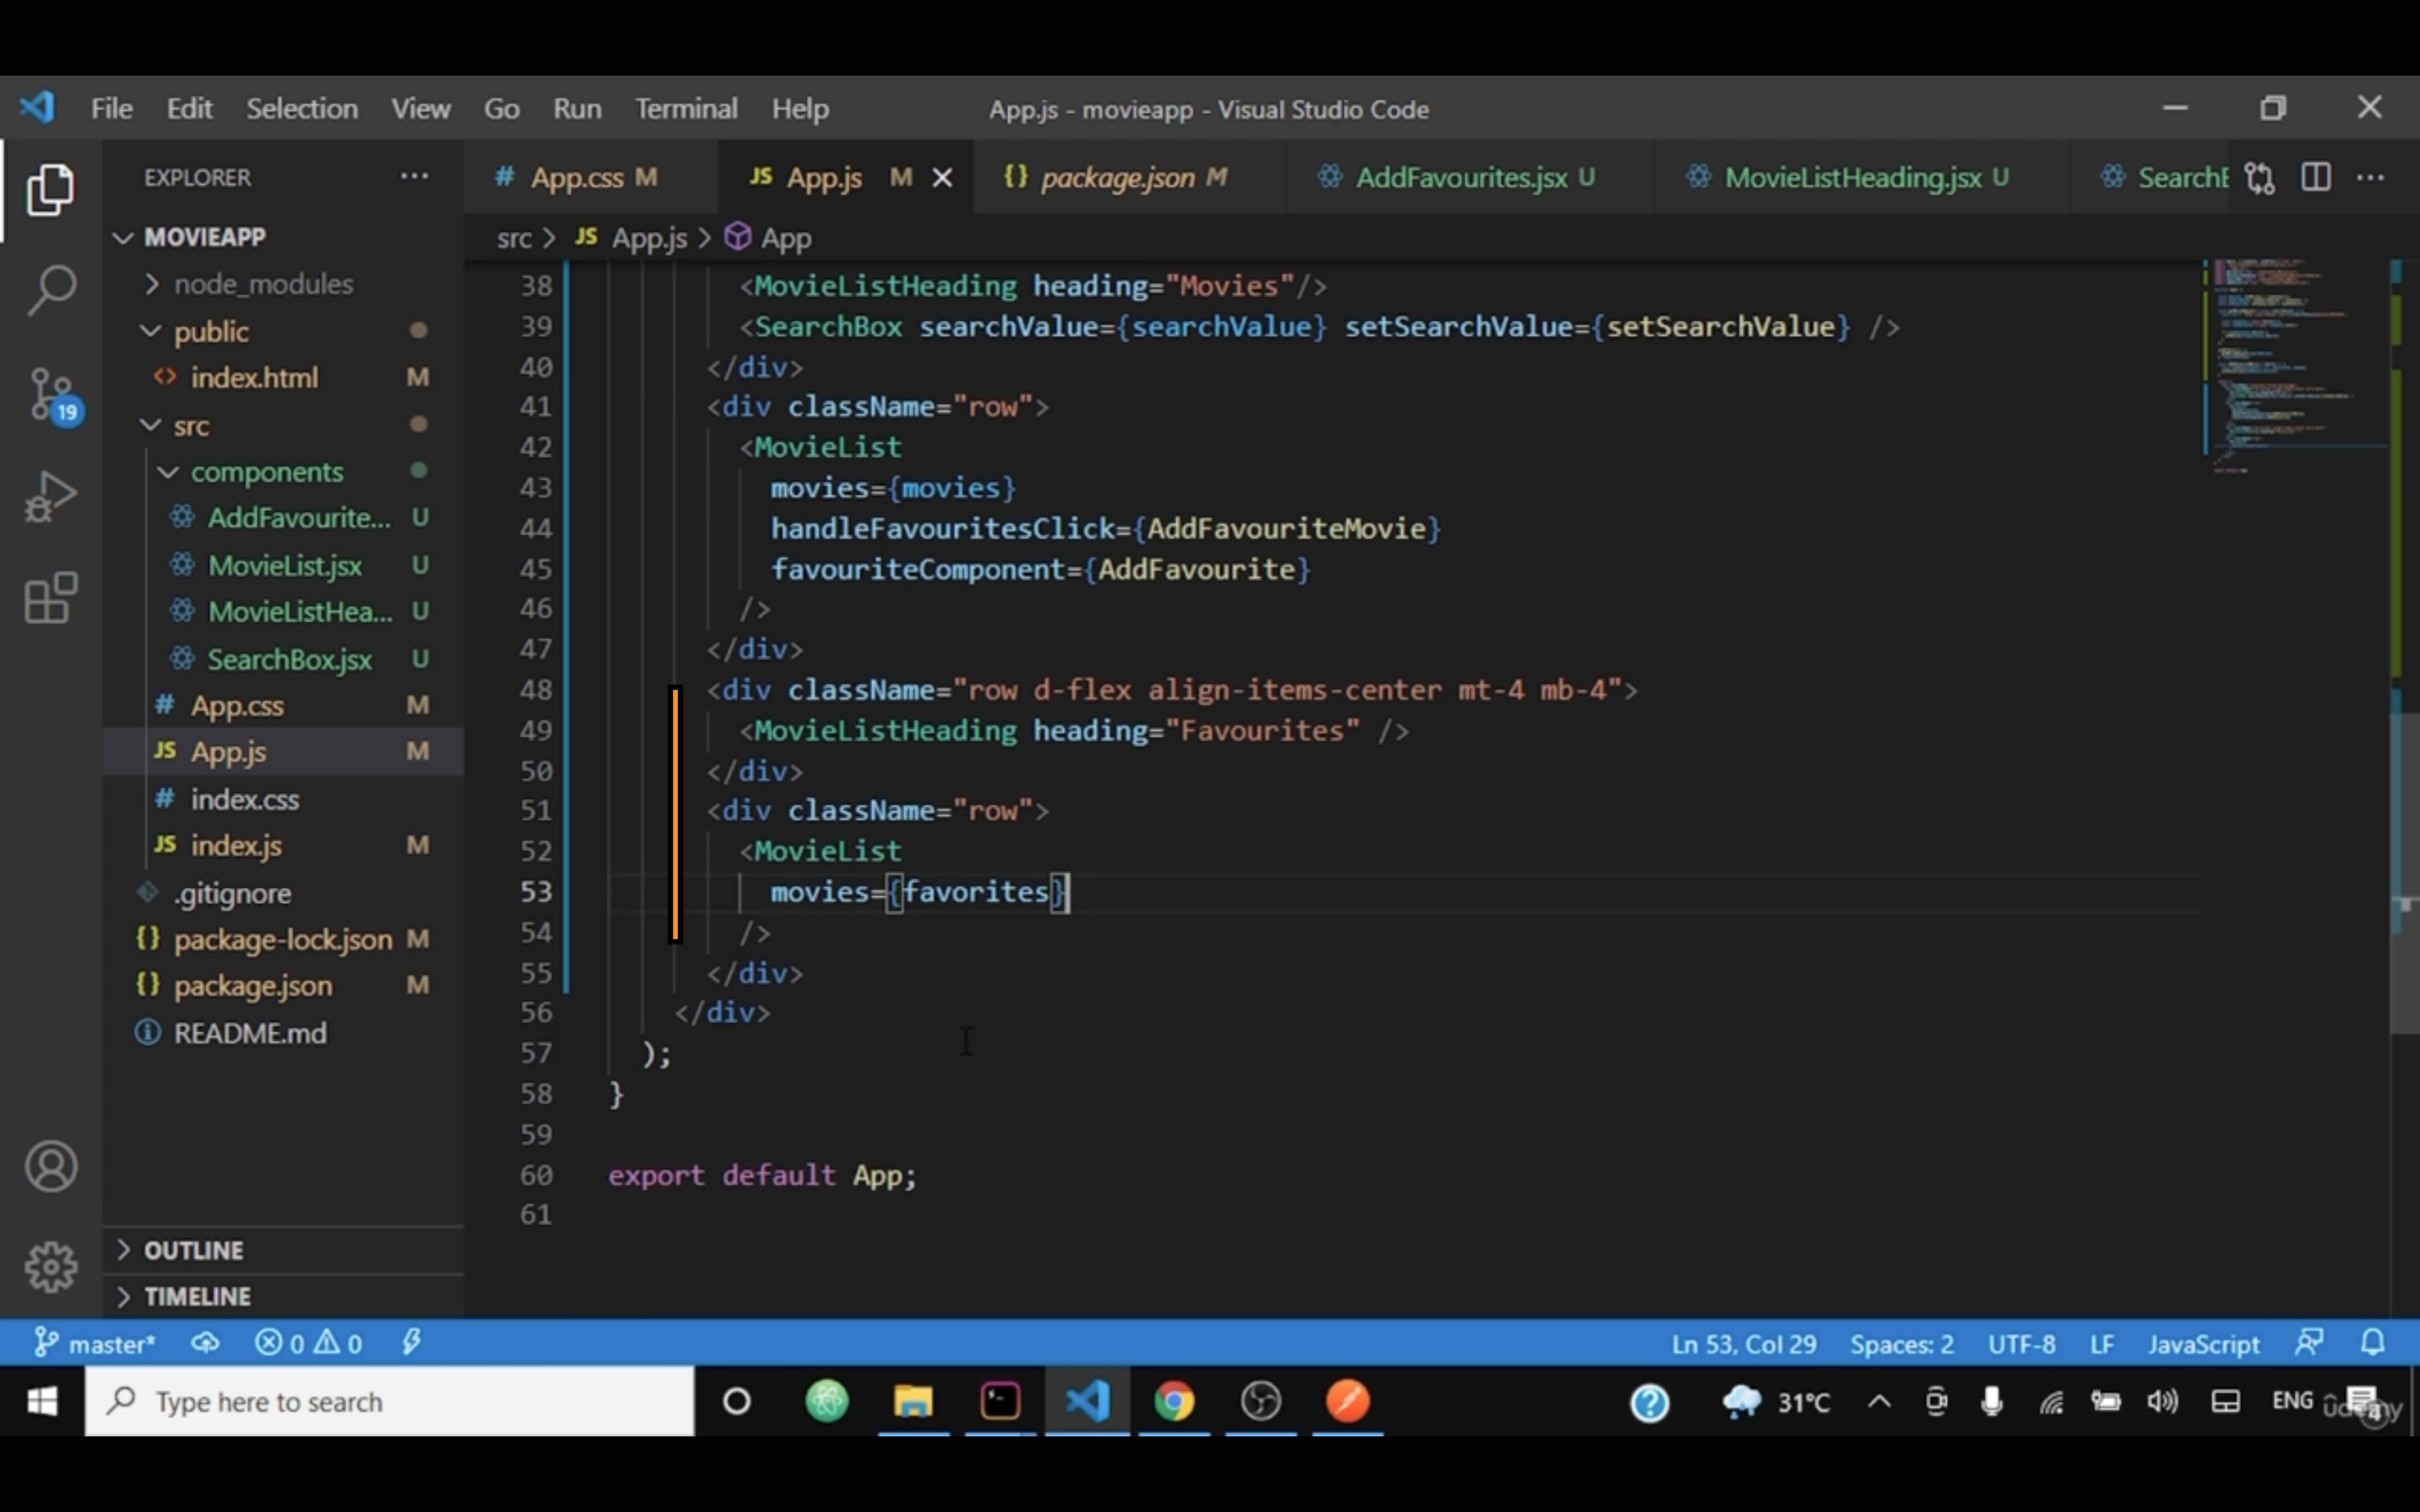 File Edit Selection View Go Run Terminal Help App.js - movieapp - Visual Studio Code
EXPLORER
# App.css M JS App.js M {} package.json M AddFavourites.jsx U MovieListHeading.jsx U SearchB
src > JS App.js > App
MOVIEAPP
node_modules
public
<> index.html M
src
components
AddFavourite... U
MovieList.jsx U
MovieListHea... U
SearchBox.jsx U
# App.css M
JS App.js M
# index.css
JS index.js M
.gitignore
{} package-lock.json M
{} package.json M
README.md
OUTLINE
TIMELINE
19
38 <MovieListHeading heading="Movies"/>
39 <SearchBox searchValue={searchValue} setSearchValue={setSearchValue} />
40 </div>
41 <div className="row">
42 <MovieList
43 movies={movies}
44 handleFavouritesClick={AddFavouriteMovie}
45 favouriteComponent={AddFavourite}
46 />
47 </div>
48 <div className="row d-flex align-items-center mt-4 mb-4">
49 <MovieListHeading heading="Favourites" />
50 </div>
51 <div className="row">
52 <MovieList
53 movies={favorites}
54 />
55 </div>
56 </div>
57 );
58 }
59
60 export default App;
61
master* 0 0 Ln 53, Col 29 Spaces: 2 UTF-8 LF JavaScript
Type here to search 31°C ENG
ûdemy
4